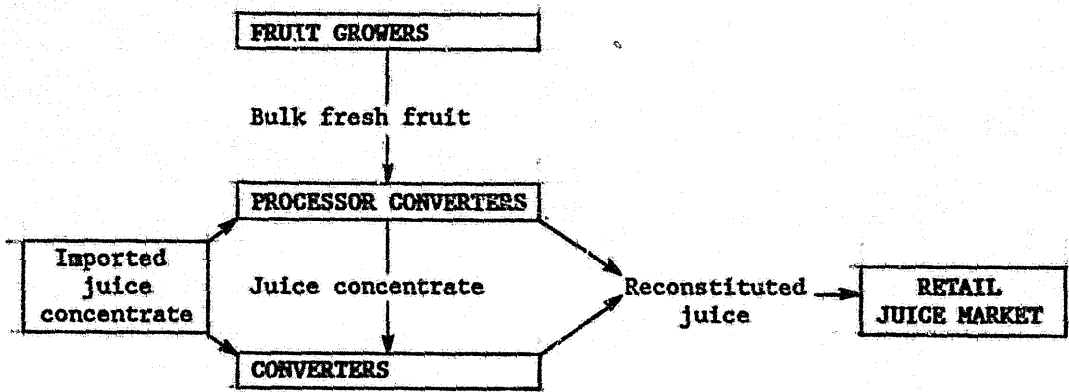 FRUIT GROWERS
Bulk fresh fruit
PROCESSOR CONVERTERS
Imported
juice
concentrate
Juice concentrate
Reconstituted
juice
RETAIL
JUICE MARKET
CONVERTERS